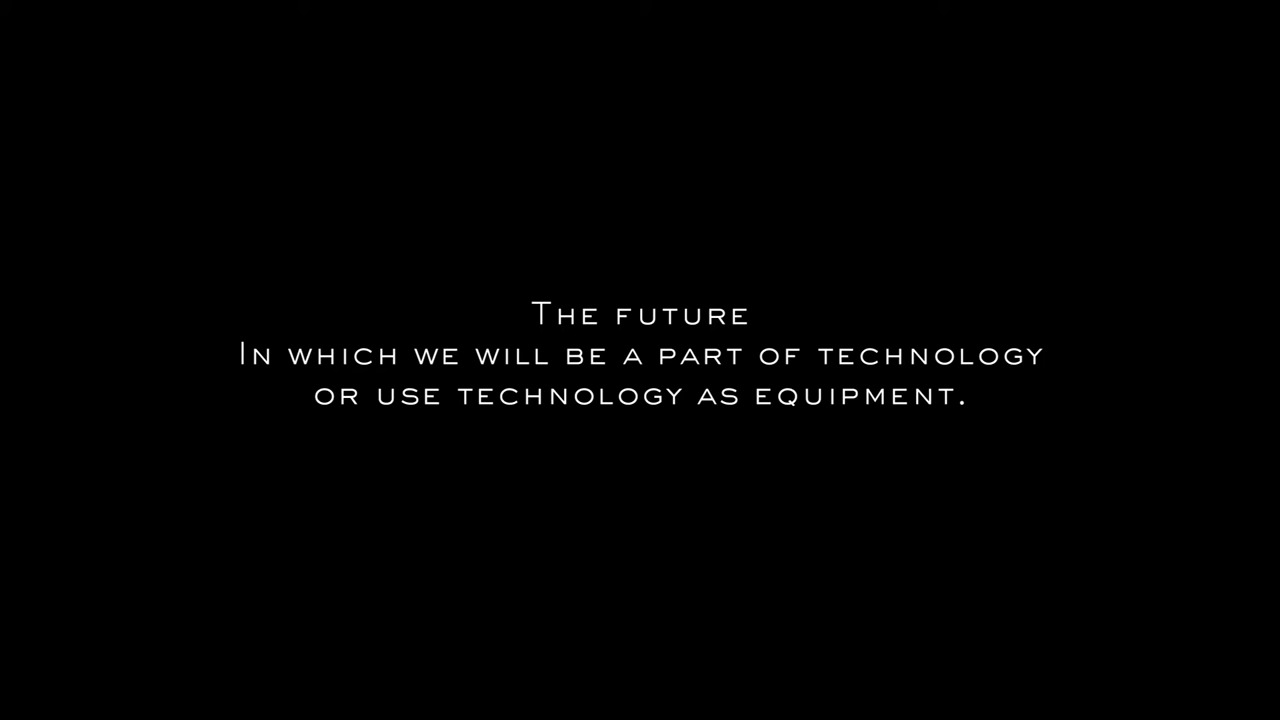 The future
In which we will be a part of technology
or use technology as equipment.